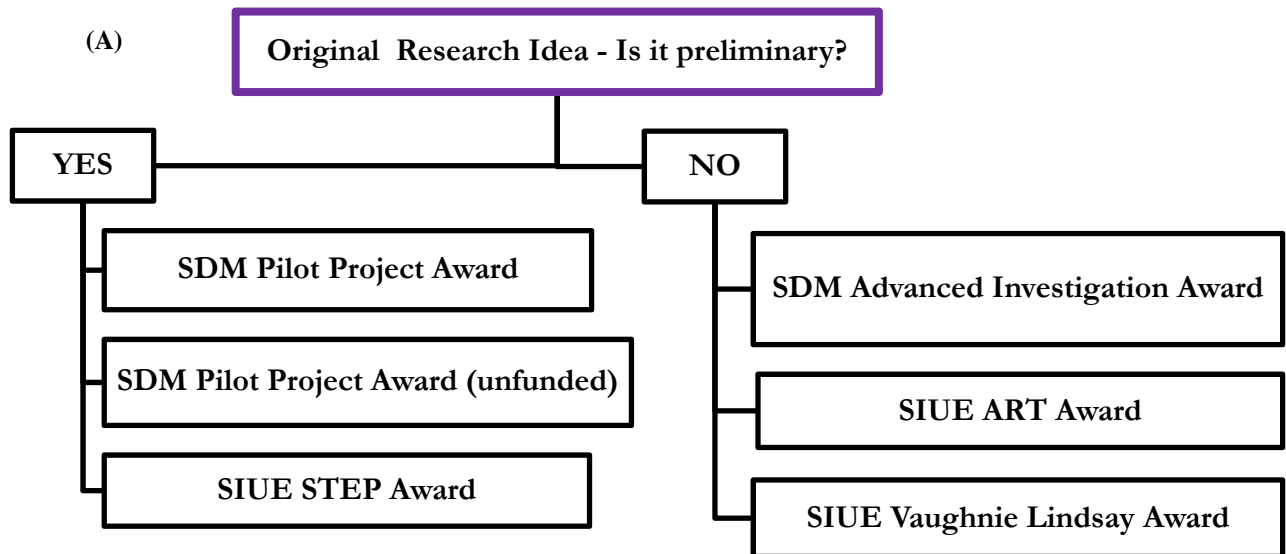 (A)
Original Research Idea - Is it preliminary?
YES
NO
SDM Pilot Project Award
SDM Pilot Project Award (unfunded)
SIUE STEP Award
SDM Advanced Investigation Award
SIUE ART Award
SIUE Vaughnie Lindsay Award